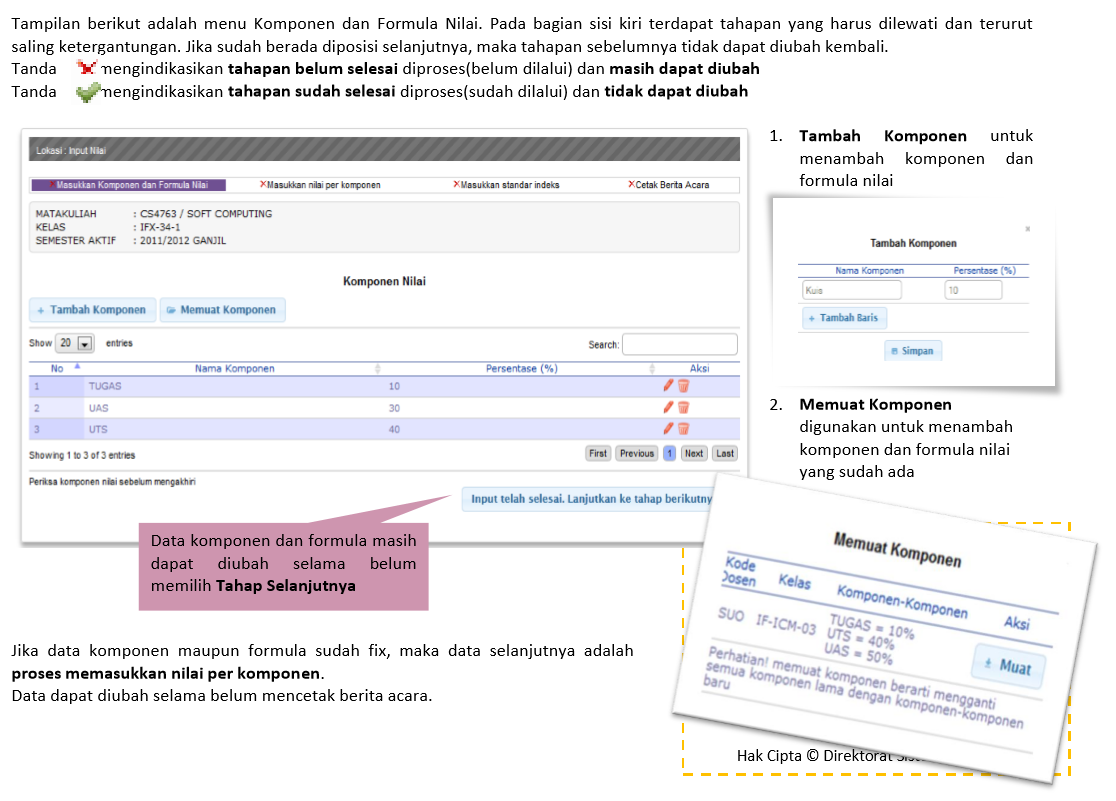 Tampilan berikut adalah menu Komponen dan Formula Nilai. Pada bagian sisi kiri terdapat tahapan yang harus dilewati dan terurut
saling ketergantungan. Jika sudah berada diposisi selanjutnya, maka tahapan sebelumnya tidak dapat diubah kembali.
Tanda mengindikasikan tahapan belum selesai diproses(belum dilalui) dan masih dapat diubah
Tanda mengindikasikan tahapan sudah selesai diproses(sudah dilalui) dan tidak dapat diubah
Lokasi : Input Nilai
Masukkan Komponen dan Formula Nilai Masukkan nilai per komponen Masukkan standar indeks Cetak Berita Acara
MATAKULIAH : CS4763 / SOFT COMPUTING
KELAS : IFX-34-1
SEMESTER AKTIF : 2011/2012 GANJIL
Komponen Nilai
+ Tambah Komponen Memuat Komponen
Show 20 entries Search:
No Nama Komponen Persentase (%) Aksi
1 TUGAS 10
2 UAS 30
3 UTS 40
Showing 1 to 3 of 3 entries First Previous 1 Next Last
Periksa komponen nilai sebelum mengakhiri
Input telah selesai. Lanjutkan ke tahap berikutny
Data komponen dan formula masih
dapat diubah selama belum
memilih Tahap Selanjutnya
1. Tambah Komponen untuk
menambah komponen dan
formula nilai
x
Tambah Komponen
Nama Komponen Persentase (%)
Kuis 10
+ Tambah Baris
Simpan
2. Memuat Komponen
digunakan untuk menambah
komponen dan formula nilai
yang sudah ada
Memuat Komponen
Kode Dosen Kelas Komponen-Komponen Aksi
SUO IF-ICM-03 TUGAS = 10%
UTS = 40%
UAS = 50%
Muat
Perhatian! memuat komponen berarti mengganti
semua komponen lama dengan komponen-komponen
baru
Jika data komponen maupun formula sudah fix, maka data selanjutnya adalah
proses memasukkan nilai per komponen.
Data dapat diubah selama belum mencetak berita acara.
Hak Cipta © Direktorat